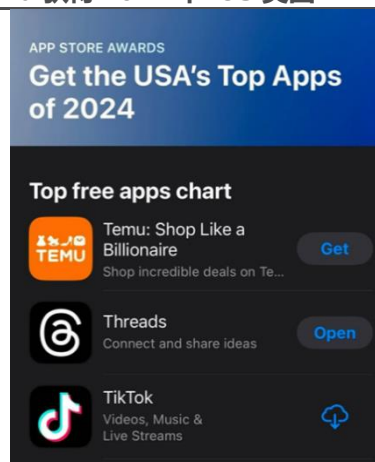 APP STORE AWARDS
Get the USA's Top Apps
of 2024
Top free apps chart
TEMU
Temu: Shop Like a
Billionaire
Shop incredible deals on Te...
Get
Threads
Connect and share ideas
Open
TikTok
Videos, Music &
Live Streams